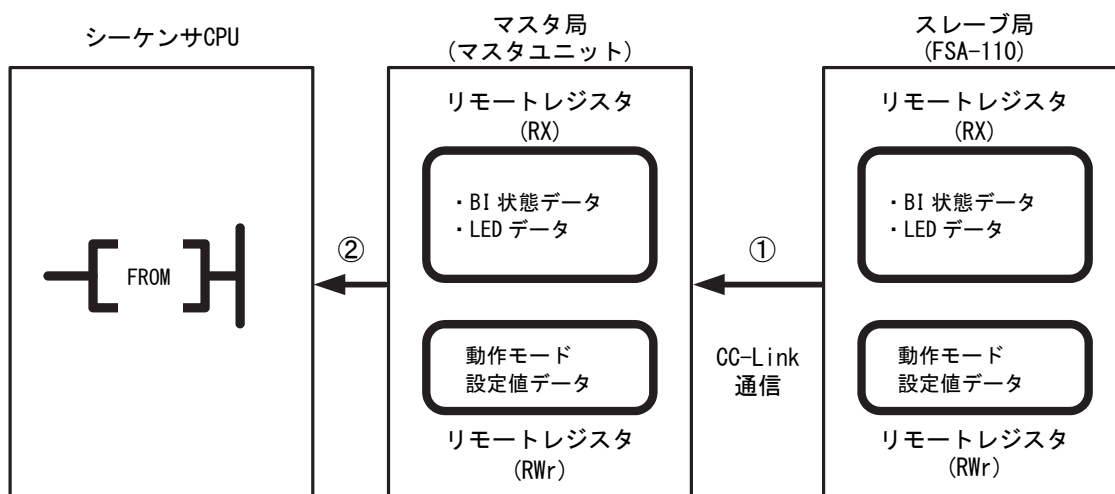 シーケンサCPU
FROM
②
マスタ局
(マスタユニット)
リモートレジスタ
(RX)
・BI 状態データ
・LED データ
動作モード
設定値データ
リモートレジスタ
(RWr)
①
CC-Link
通信
スレーブ局
(FSA-110)
リモートレジスタ
(RX)
・BI 状態データ
・LED データ
動作モード
設定値データ
リモートレジスタ
(RWr)